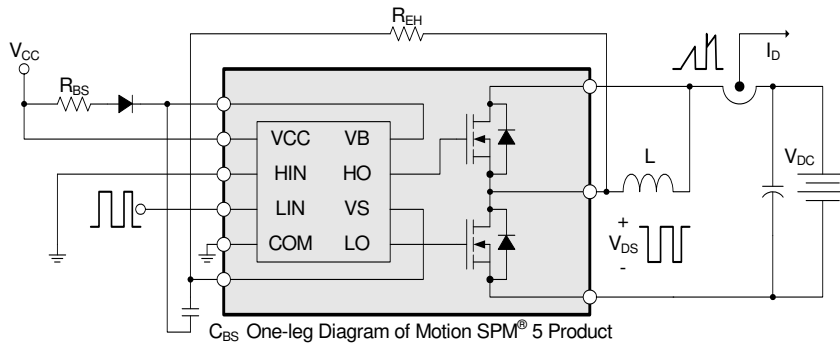 R_EH
V_CC
R_BS
I_D
VCC VB
HIN HO
LIN VS
COM LO
L
V_DC
+
V_DS
-
C_BS One-leg Diagram of Motion SPM® 5 Product